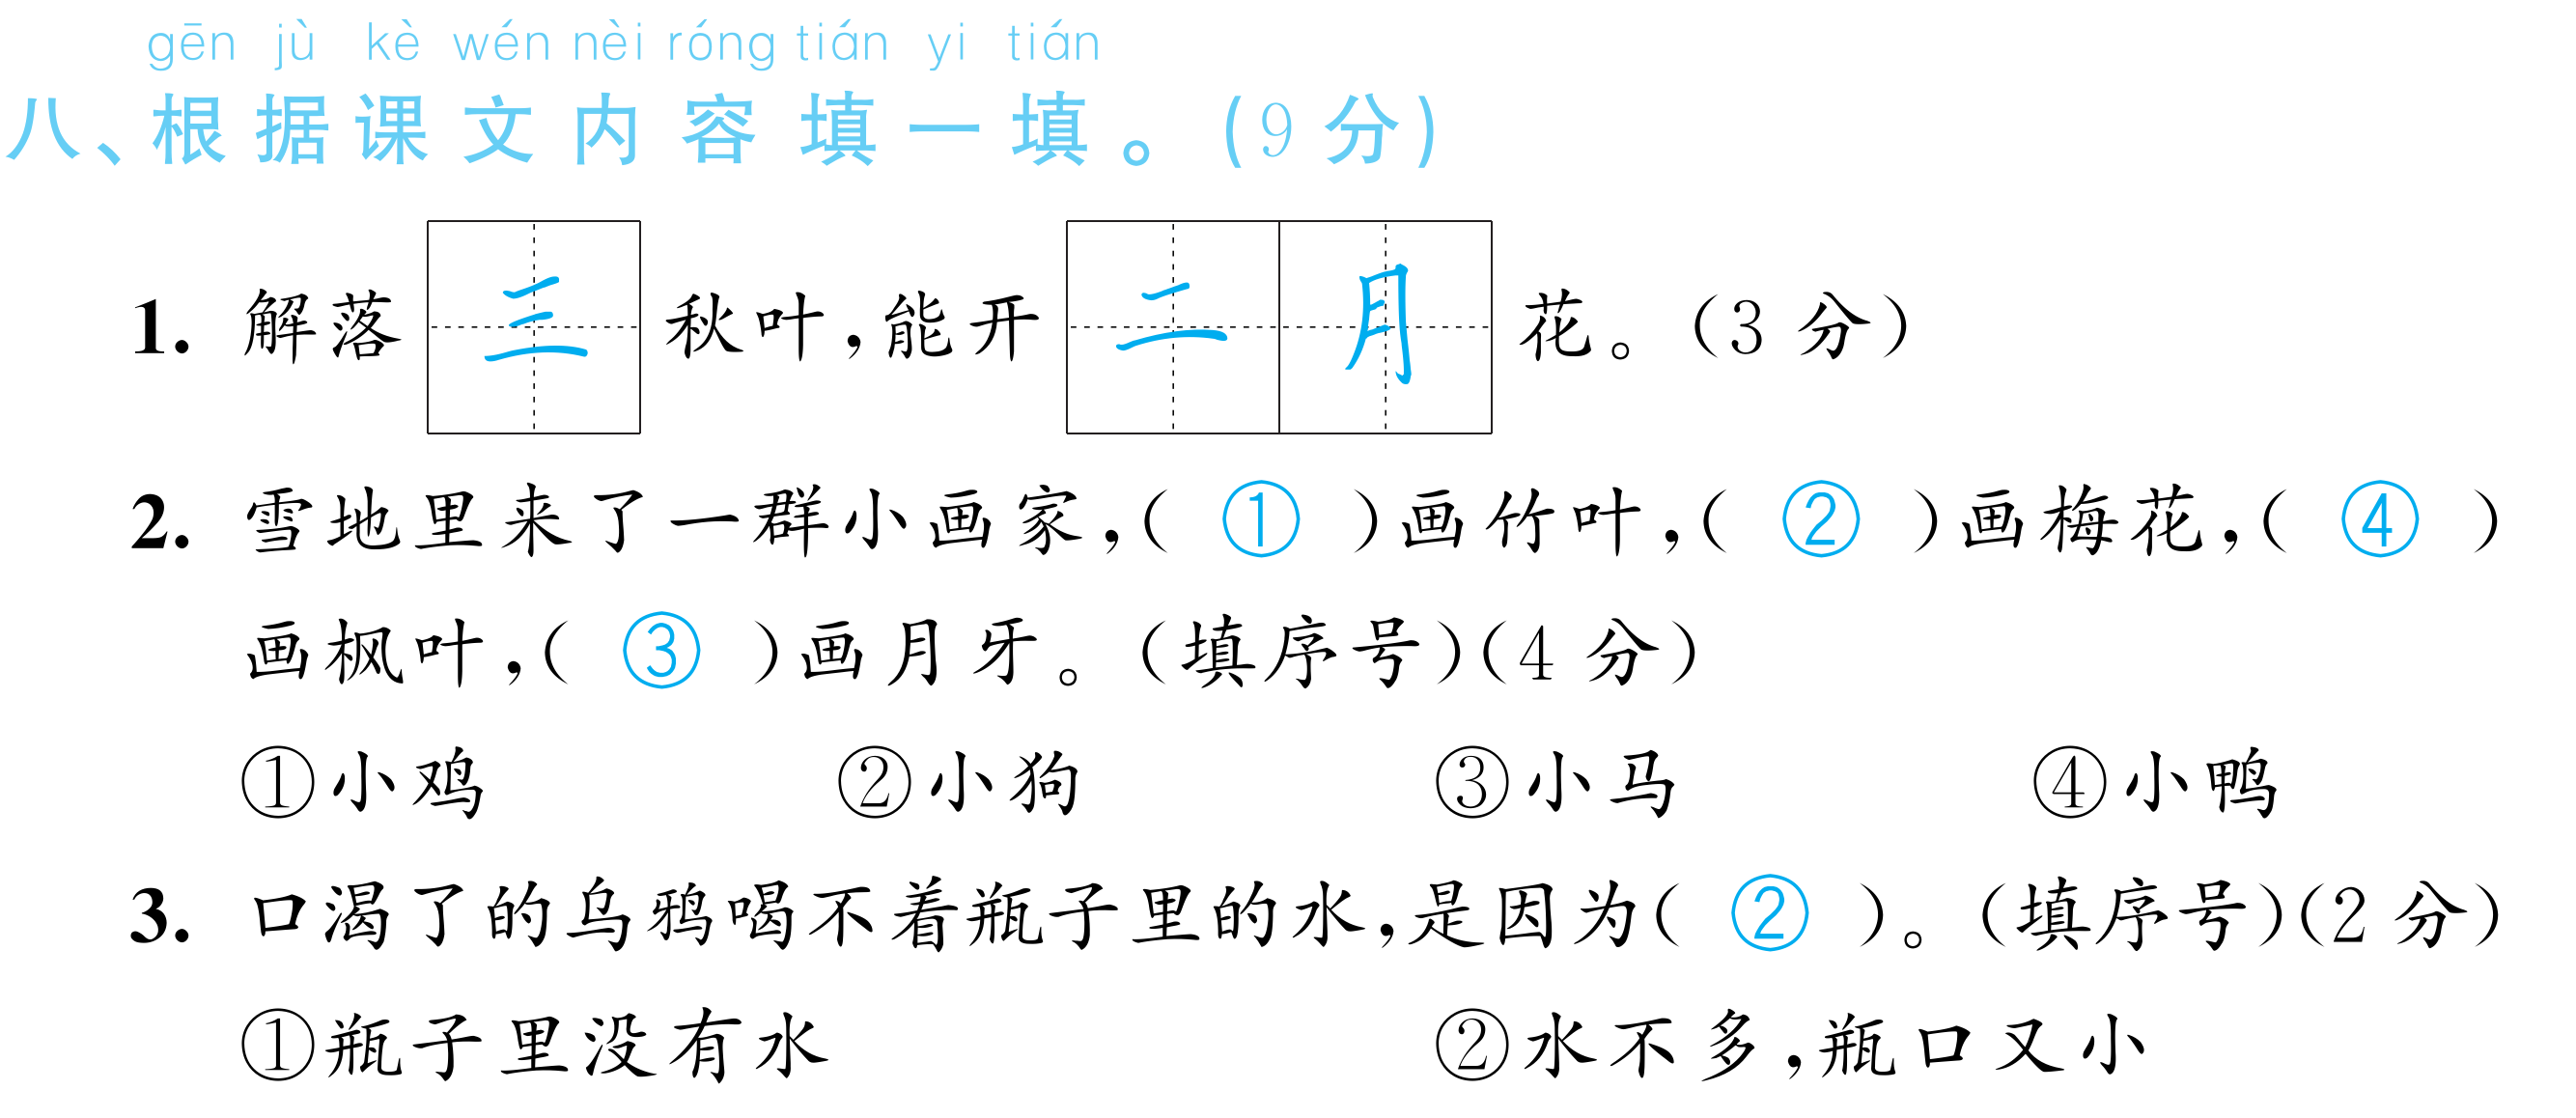 gēn jù kè wén nèi róng tián yi tián
八、根据课文内容填一填。(9 分)
1. 解落三秋叶,能开二月花。(3 分)
2. 雪地里来了一群小画家,( ① )画竹叶,( ② )画梅花,( ④ )
画枫叶,( ③ )画月牙。(填序号)(4 分)
①小鸡 ②小狗 ③小马 ④小鸭
3. 口渴了的乌鸦喝不着瓶子里的水,是因为( ② )。(填序号)(2 分)
①瓶子里没有水 ②水不多,瓶口又小